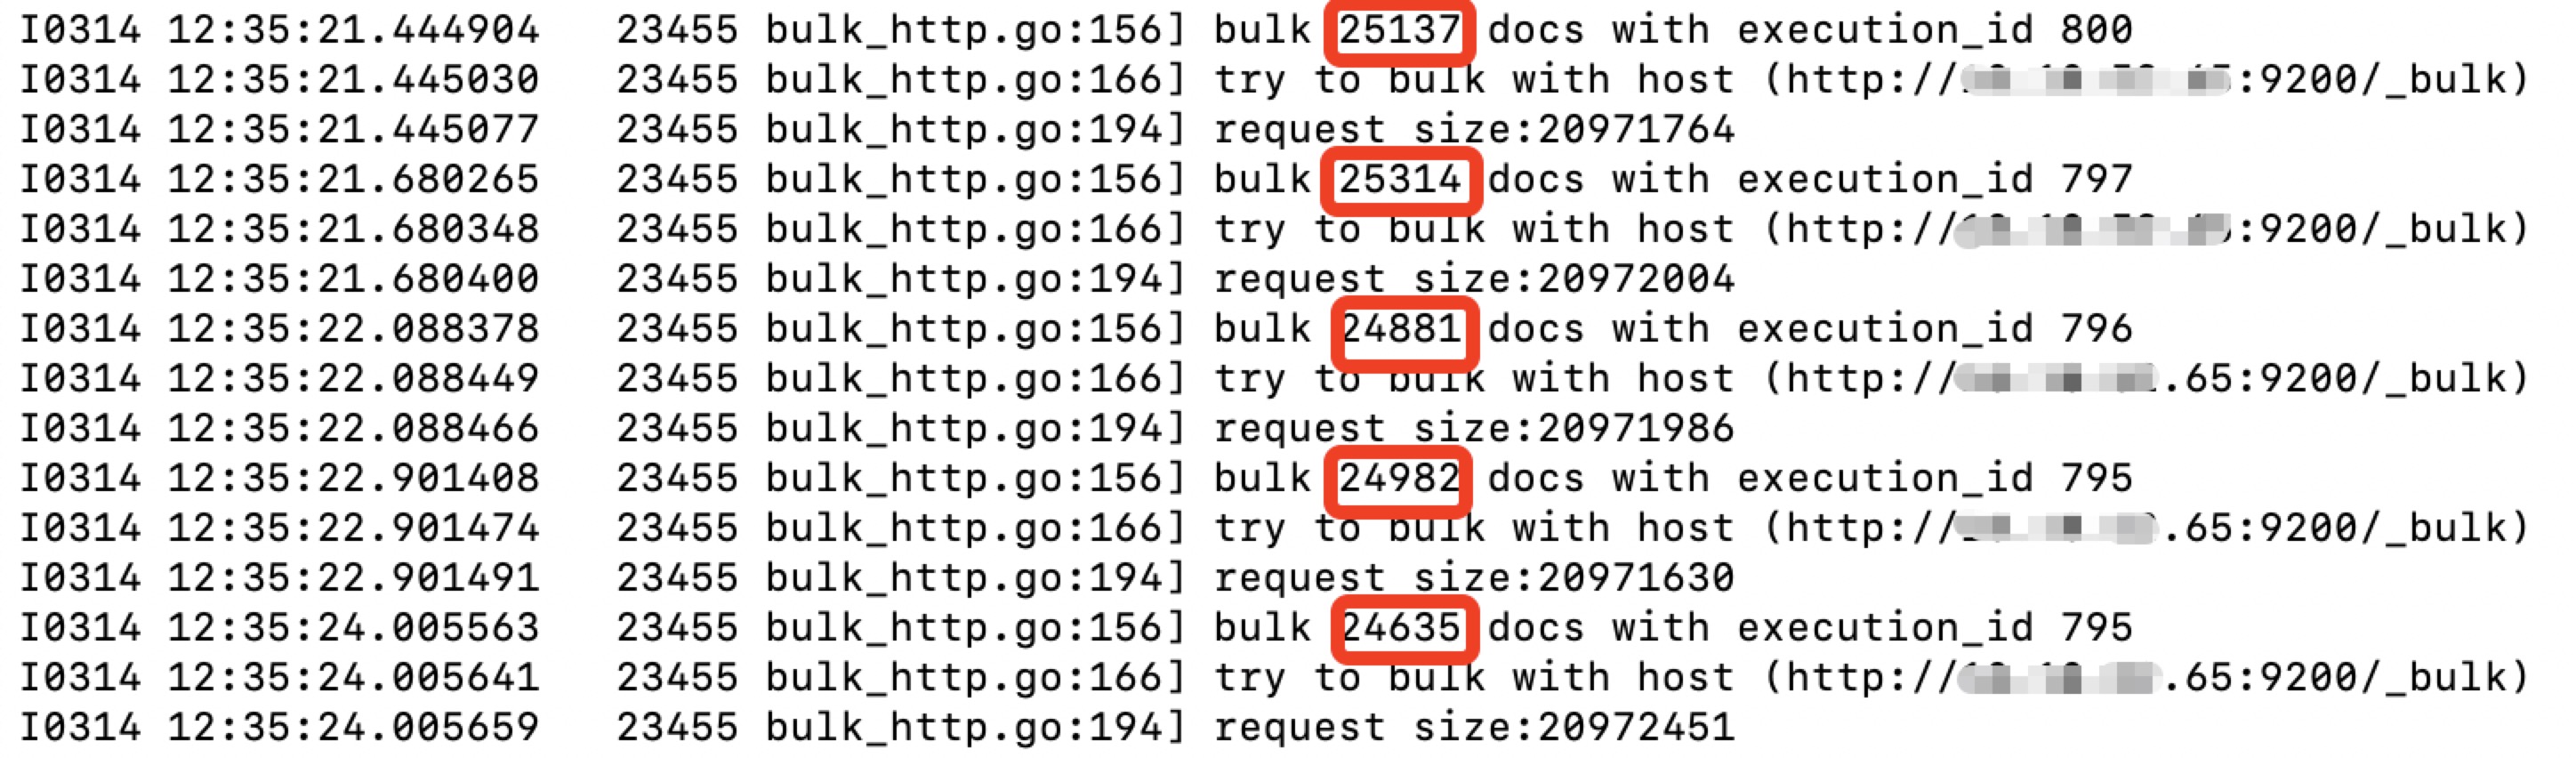 I0314 12:35:21.444904   23455 bulk_http.go:156] bulk 25137 docs with execution_id 800
I0314 12:35:21.445030   23455 bulk_http.go:166] try to bulk with host (http:// :9200/_bulk)
I0314 12:35:21.445077   23455 bulk_http.go:194] request size:20971764
I0314 12:35:21.680265   23455 bulk_http.go:156] bulk 25314 docs with execution_id 797
I0314 12:35:21.680348   23455 bulk_http.go:166] try to bulk with host (http:// :9200/_bulk)
I0314 12:35:21.680400   23455 bulk_http.go:194] request size:20972004
I0314 12:35:22.088378   23455 bulk_http.go:156] bulk 24881 docs with execution_id 796
I0314 12:35:22.088449   23455 bulk_http.go:166] try to bulk with host (http:// .65:9200/_bulk)
I0314 12:35:22.088466   23455 bulk_http.go:194] request size:20971986
I0314 12:35:22.901408   23455 bulk_http.go:156] bulk 24982 docs with execution_id 795
I0314 12:35:22.901474   23455 bulk_http.go:166] try to bulk with host (http:// .65:9200/_bulk)
I0314 12:35:22.901491   23455 bulk_http.go:194] request size:20971630
I0314 12:35:24.005563   23455 bulk_http.go:156] bulk 24635 docs with execution_id 795
I0314 12:35:24.005641   23455 bulk_http.go:166] try to bulk with host (http:// .65:9200/_bulk)
I0314 12:35:24.005659   23455 bulk_http.go:194] request size:20972451